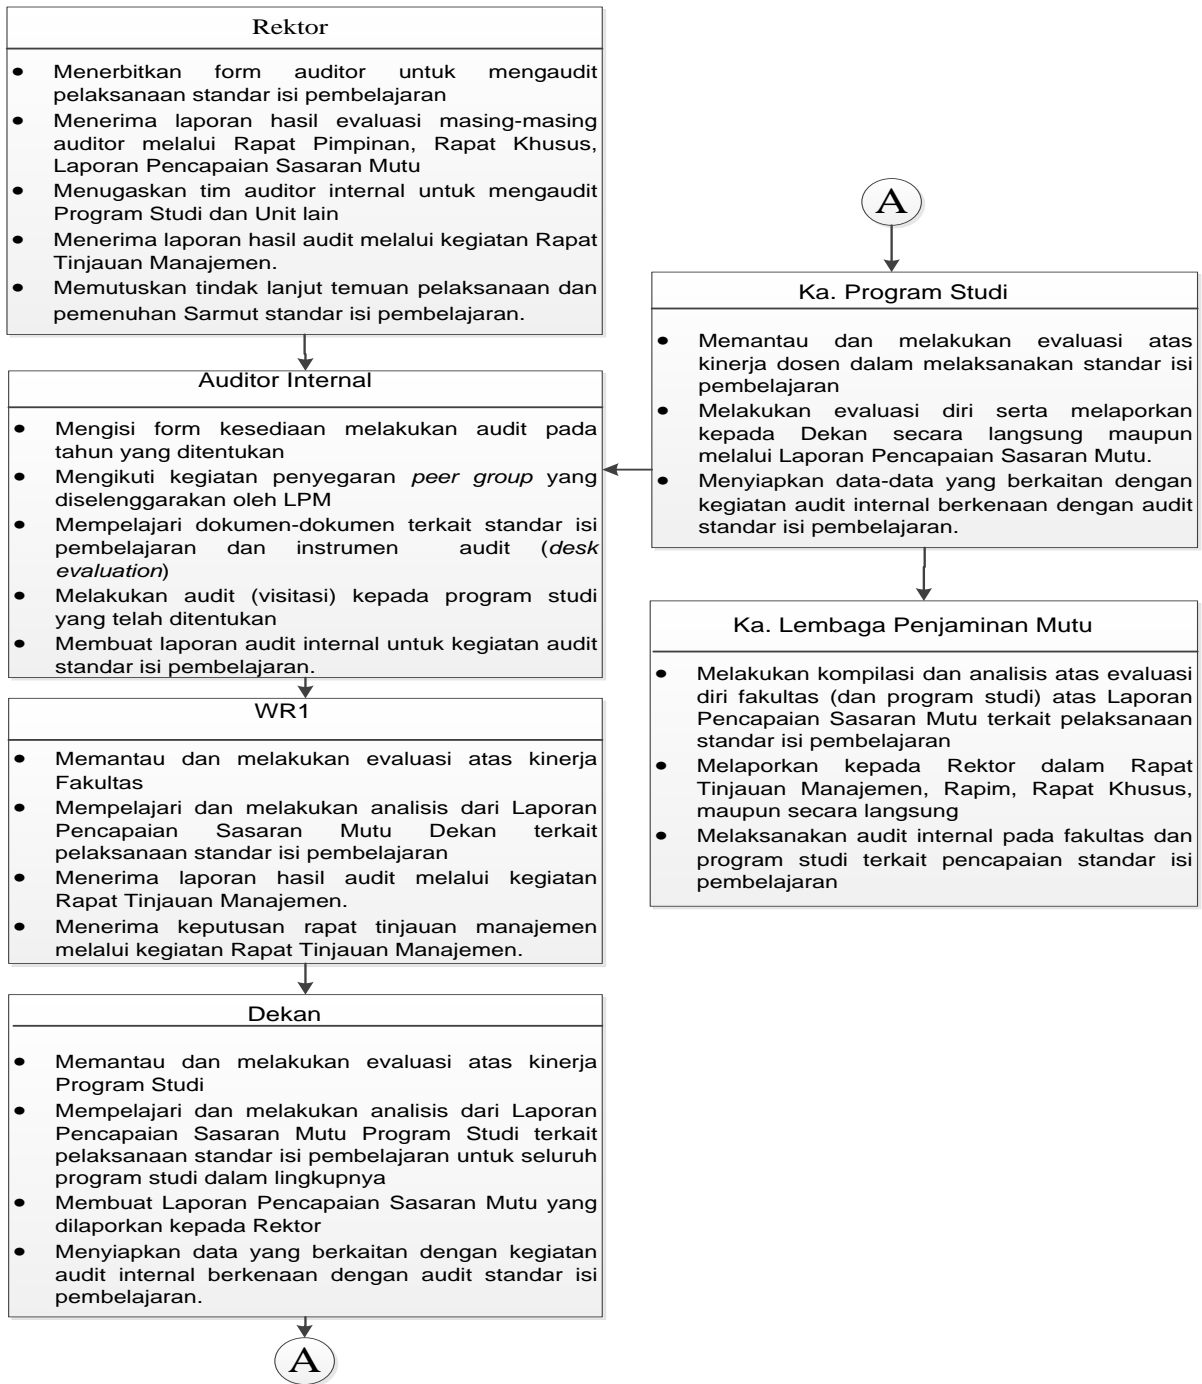 Rektor
• Menerbitkan form auditor untuk mengaudit
pelaksanaan standar isi pembelajaran
• Menerima laporan hasil evaluasi masing-masing
auditor melalui Rapat Pimpinan, Rapat Khusus,
Laporan Pencapaian Sasaran Mutu
• Menugaskan tim auditor internal untuk mengaudit
Program Studi dan Unit lain
• Menerima laporan hasil audit melalui kegiatan Rapat
Tinjauan Manajemen.
• Memutuskan tindak lanjut temuan pelaksanaan dan
pemenuhan Sarmut standar isi pembelajaran.
Auditor Internal
• Mengisi form kesediaan melakukan audit pada
tahun yang ditentukan
• Mengikuti kegiatan penyegaran peer group yang
diselenggarakan oleh LPM
• Mempelajari dokumen-dokumen terkait standar isi
pembelajaran dan instrumen audit (desk
evaluation)
• Melakukan audit (visitasi) kepada program studi
yang telah ditentukan
• Membuat laporan audit internal untuk kegiatan audit
standar isi pembelajaran.
WR1
• Memantau dan melakukan evaluasi atas kinerja
Fakultas
• Mempelajari dan melakukan analisis dari Laporan
Pencapaian Sasaran Mutu Dekan terkait
pelaksanaan standar isi pembelajaran
• Menerima laporan hasil audit melalui kegiatan
Rapat Tinjauan Manajemen.
• Menerima keputusan rapat tinjauan manajemen
melalui kegiatan Rapat Tinjauan Manajemen.
Dekan
• Memantau dan melakukan evaluasi atas kinerja
Program Studi
• Mempelajari dan melakukan analisis dari Laporan
Pencapaian Sasaran Mutu Program Studi terkait
pelaksanaan standar isi pembelajaran untuk seluruh
program studi dalam lingkupnya
• Membuat Laporan Pencapaian Sasaran Mutu yang
dilaporkan kepada Rektor
• Menyiapkan data yang berkaitan dengan kegiatan
audit internal berkenaan dengan audit standar isi
pembelajaran.
A
A
Ka. Program Studi
• Memantau dan melakukan evaluasi atas
kinerja dosen dalam melaksanakan standar isi
pembelajaran
• Melakukan evaluasi diri serta melaporkan
kepada Dekan secara langsung maupun
melalui Laporan Pencapaian Sasaran Mutu.
• Menyiapkan data-data yang berkaitan dengan
kegiatan audit internal berkenaan dengan audit
standar isi pembelajaran.
Ka. Lembaga Penjaminan Mutu
• Melakukan kompilasi dan analisis atas evaluasi
diri fakultas (dan program studi) atas Laporan
Pencapaian Sasaran Mutu terkait pelaksanaan
standar isi pembelajaran
• Melaporkan kepada Rektor dalam Rapat
Tinjauan Manajemen, Rapim, Rapat Khusus,
maupun secara langsung
• Melaksanakan audit internal pada fakultas dan
program studi terkait pencapaian standar isi
pembelajaran